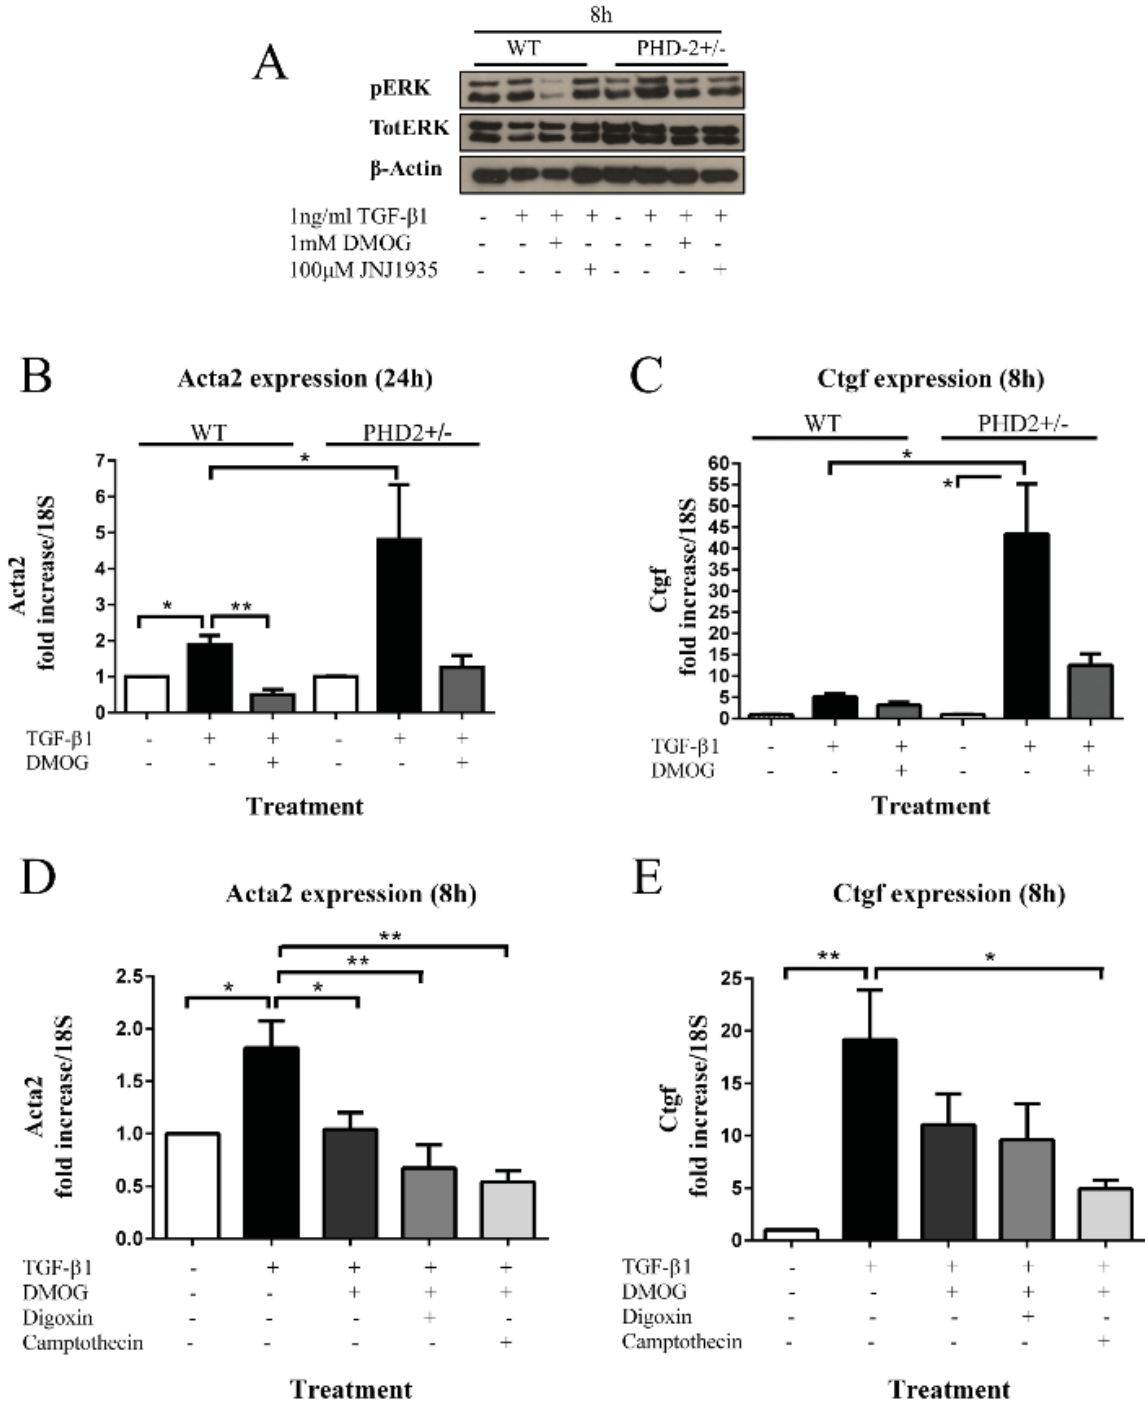 A
8h
WT PHD-2+/-
pERK
TotERK
β-Actin
1ng/ml TGF-β1 - + + + - + + +
1mM DMOG - - + - - - + -
100μM JNJ1935 - - - + - - - +
B
Acta2 expression (24h)
WT PHD2+/-
Acta2
fold increase/18S
7
6
5
4
3
2
1
0
*
*
**
TGF-β1 - + + - + +
DMOG - - + - - +
Treatment
C
Ctgf expression (8h)
WT PHD2+/-
Ctgf
fold increase/18S
60
55
50
45
40
35
30
25
20
15
10
5
0
*
*
TGF-β1 - + + - + +
DMOG - - + - - +
Treatment
D
Acta2 expression (8h)
Acta2
fold increase/18S
2.5
2.0
1.5
1.0
0.5
0.0
**
**
* *
TGF-β1 - + + + +
DMOG - - + + +
Digoxin - - - + -
Camptothecin - - - - +
Treatment
E
Ctgf expression (8h)
Ctgf
fold increase/18S
25
20
15
10
5
0
** *
TGF-β1 - + + + +
DMOG - - + + +
Digoxin - - - + -
Camptothecin - - - - +
Treatment